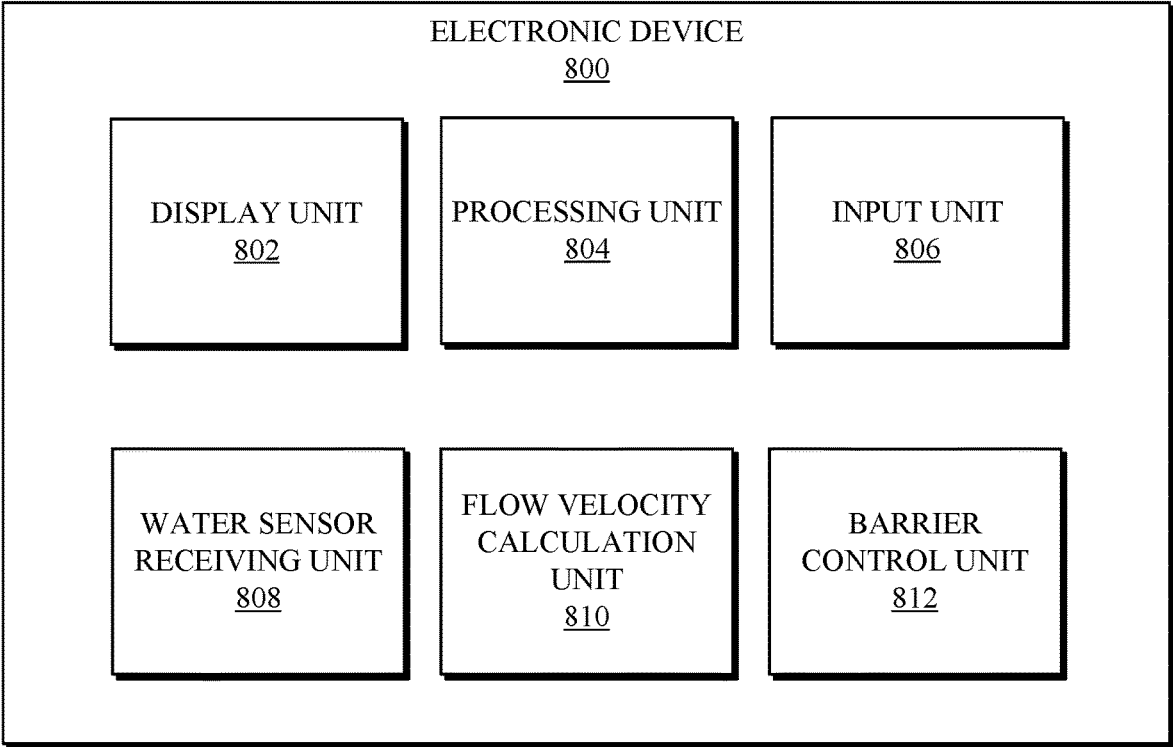 ELECTRONIC DEVICE
800
DISPLAY UNIT
802
PROCESSING UNIT
804
INPUT UNIT
806
WATER SENSOR
RECEIVING UNIT
808
FLOW VELOCITY
CALCULATION
UNIT
810
BARRIER
CONTROL UNIT
812